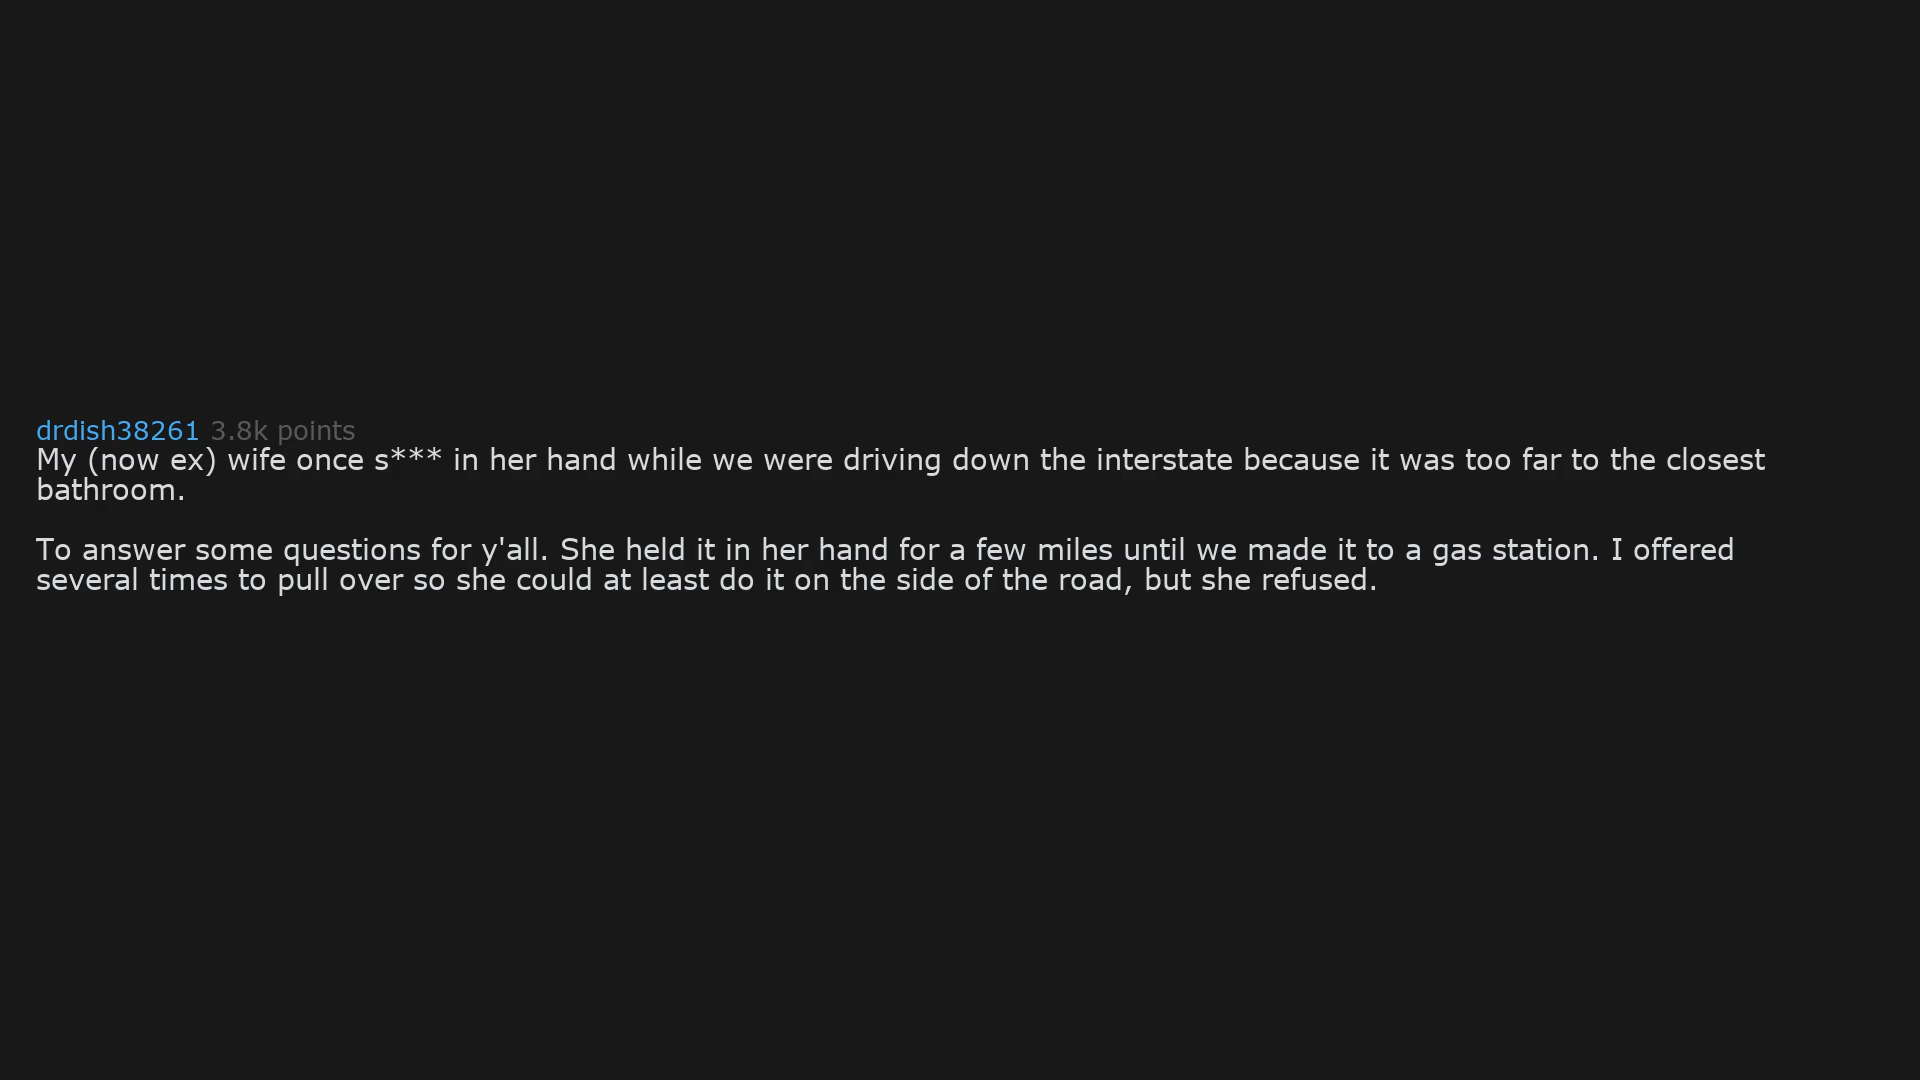 drdish38261 3.8k points
My (now ex) wife once s*** in her hand while we were driving down the interstate because it was too far to the closest
bathroom.
To answer some questions for y'all. She held it in her hand for a few miles until we made it to a gas station. I offered
several times to pull over so she could at least do it on the side of the road, but she refused.